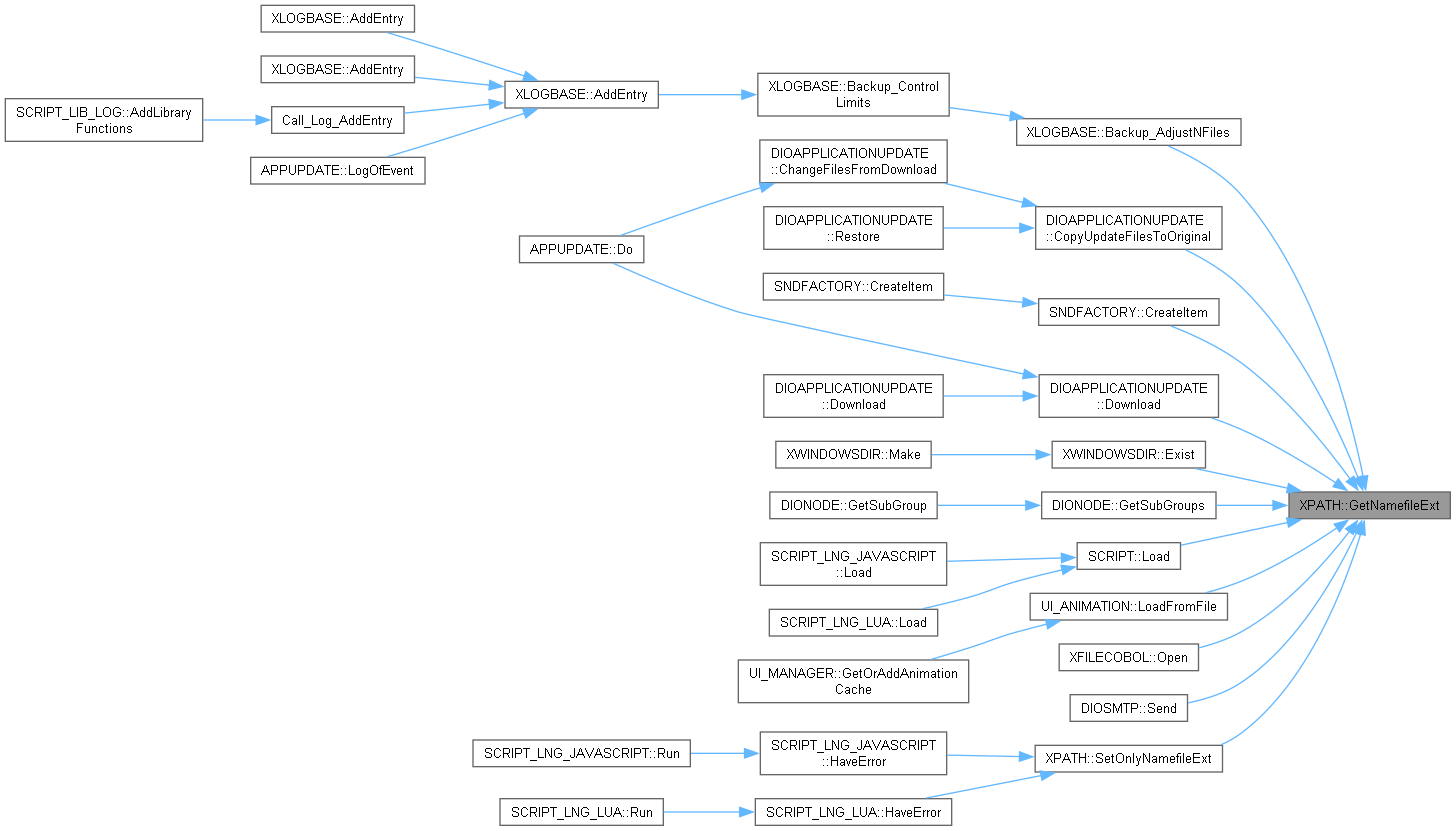 XLOGBASE::AddEntry
XLOGBASE::AddEntry
SCRIPT_LIB_LOG::AddLibrary
Functions
Call_Log_AddEntry
APPUPDATE::LogOfEvent
XLOGBASE::AddEntry
XLOGBASE::Backup_Control
Limits
XLOGBASE::Backup_AdjustNFiles
DIOAPPLICATIONUPDATE
::ChangeFilesFromDownload
DIOAPPLICATIONUPDATE
::Restore
DIOAPPLICATIONUPDATE
::CopyUpdateFilesToOriginal
APPUPDATE::Do
SNDFACTORY::CreateItem
SNDFACTORY::CreateItem
DIOAPPLICATIONUPDATE
::Download
DIOAPPLICATIONUPDATE
::Download
XWINDOWSDIR::Make
XWINDOWSDIR::Exist
DIONODE::GetSubGroup
DIONODE::GetSubGroups
XPATH::GetNamefileExt
SCRIPT_LNG_JAVASCRIPT
::Load
SCRIPT::Load
SCRIPT_LNG_LUA::Load
UI_ANIMATION::LoadFromFile
UI_MANAGER::GetOrAddAnimation
Cache
XFILECOBOL::Open
DIOSMTP::Send
SCRIPT_LNG_JAVASCRIPT::Run
SCRIPT_LNG_JAVASCRIPT
::HaveError
XPATH::SetOnlyNamefileExt
SCRIPT_LNG_LUA::Run
SCRIPT_LNG_LUA::HaveError